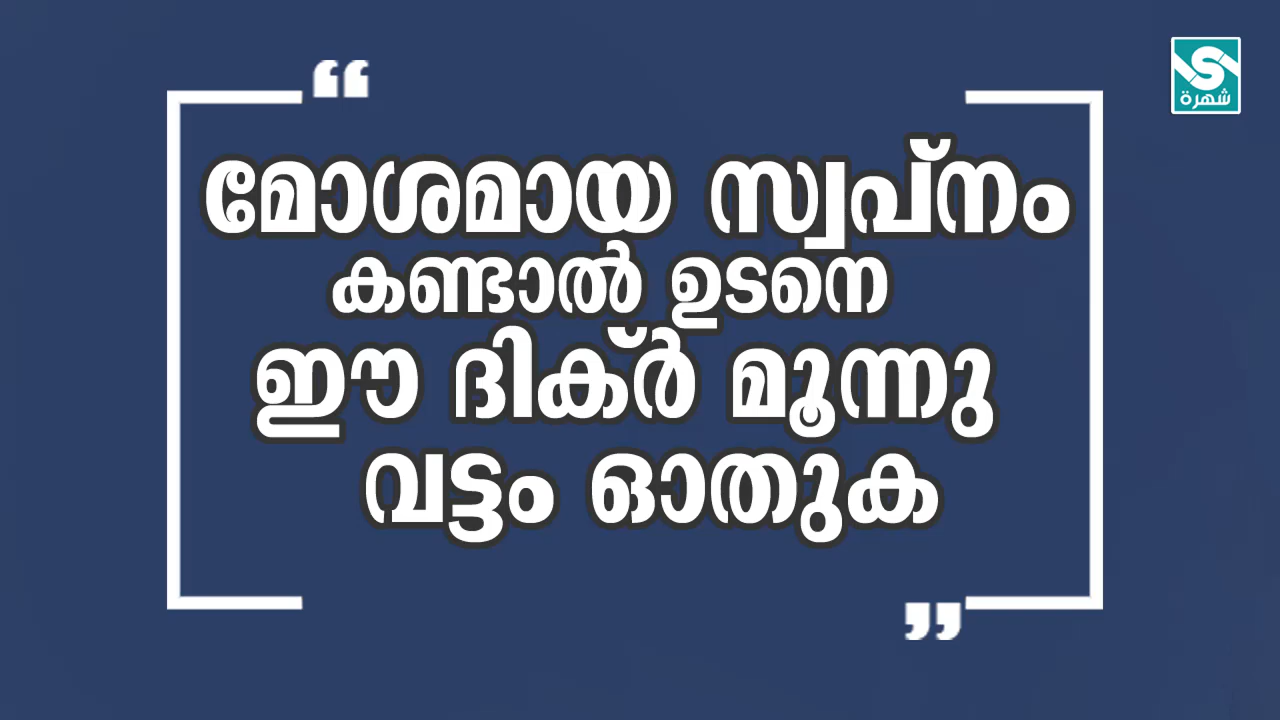 S
شهرة
“
മോശമായ സ്വപ്നം
കണ്ടാൽ ഉടനെ
ഈ ദിക്ർ മൂന്നു
വട്ടം ഓതുക
”